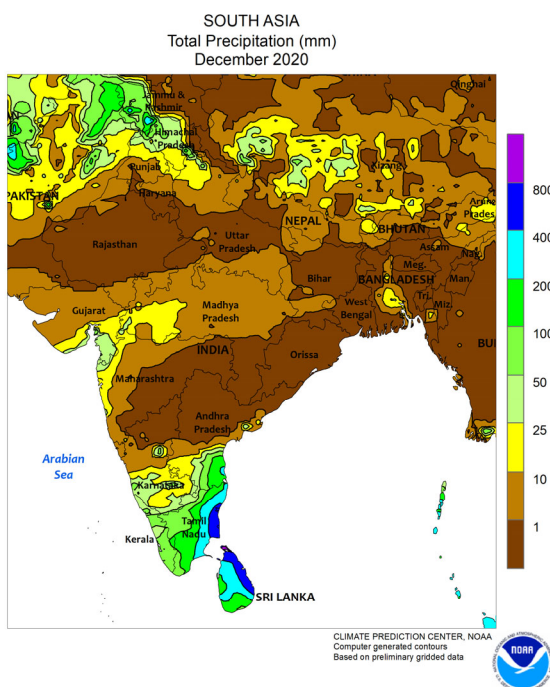 SOUTH ASIA
Total Precipitation (mm)
December 2020
Jammu &
Kashmir
Qinghai
Himachal
Pradesh
Punjab
Xizang
PAKISTAN
Haryana
NEPAL
BHUTAN
Rajasthan
Uttar
Pradesh
Assam
Nag.
Meg.
Bihar
BANGLADESH
Man.
Gujarat
Madhya
Pradesh
West
Bengal
Tri.
Miz.
INDIA
Orissa
BU
Maharashtra
Andhra
Pradesh
Arabian
Sea
Karnataka
Tamil
Nadu
Kerala
SRI LANKA
800
400
200
100
50
25
10
1
CLIMATE PREDICTION CENTER, NOAA
Computer generated contours
Based on preliminary gridded data
NOAA